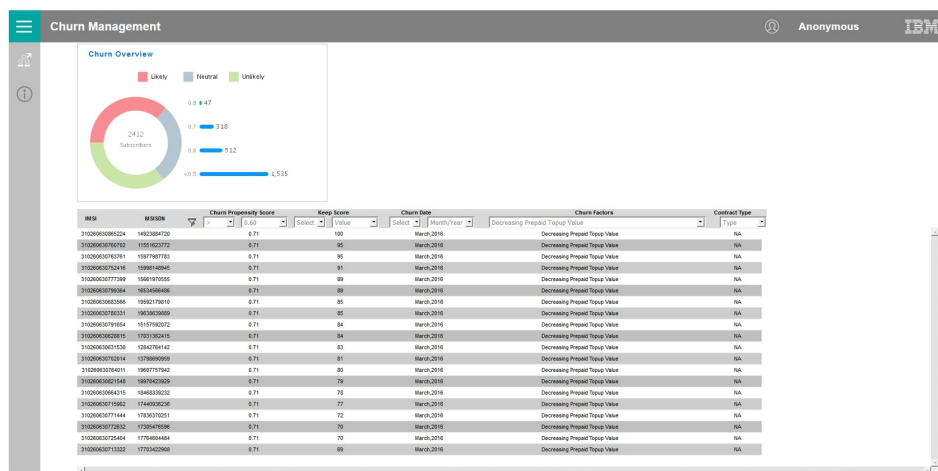 Churn Management
Anonymous
IBM
Churn Overview
Likely Neutral Unlikely
2412
Subscribers
0.8 47
0.7 318
0.6 512
<0.5 1,535
IMSI MSISDN Churn Propensity Score Keep Score Churn Date Churn Factors Contract Type
> 0.60 Select Value Select Month/Year Decreasing Prepaid Topup Value Type
310260630865224 14923884720 0.71 100 March,2016 Decreasing Prepaid Topup Value NA
310260630760702 11551623772 0.71 95 March,2016 Decreasing Prepaid Topup Value NA
310260630763761 15977987783 0.71 95 March,2016 Decreasing Prepaid Topup Value NA
310260630752416 15998148945 0.71 91 March,2016 Decreasing Prepaid Topup Value NA
310260630777399 15661970555 0.71 89 March,2016 Decreasing Prepaid Topup Value NA
310260630799364 16534566486 0.71 88 March,2016 Decreasing Prepaid Topup Value NA
310260630683586 19592179810 0.71 85 March,2016 Decreasing Prepaid Topup Value NA
310260630780331 19638639889 0.71 85 March,2016 Decreasing Prepaid Topup Value NA
310260630791654 15157592072 0.71 84 March,2016 Decreasing Prepaid Topup Value NA
310260630828815 17031362415 0.71 84 March,2016 Decreasing Prepaid Topup Value NA
310260630631530 12842764142 0.71 83 March,2016 Decreasing Prepaid Topup Value NA
310260630702014 13798690959 0.71 81 March,2016 Decreasing Prepaid Topup Value NA
310260630764011 19607757942 0.71 80 March,2016 Decreasing Prepaid Topup Value NA
310260630821548 19978423929 0.71 79 March,2016 Decreasing Prepaid Topup Value NA
310260630664315 18468339232 0.71 78 March,2016 Decreasing Prepaid Topup Value NA
310260630715902 17440936236 0.71 77 March,2016 Decreasing Prepaid Topup Value NA
310260630771444 17836370251 0.71 72 March,2016 Decreasing Prepaid Topup Value NA
310260630772632 17305476596 0.71 70 March,2016 Decreasing Prepaid Topup Value NA
310260630725404 17764604484 0.71 70 March,2016 Decreasing Prepaid Topup Value NA
310260630713322 17703422908 0.71 69 March,2016 Decreasing Prepaid Topup Value NA